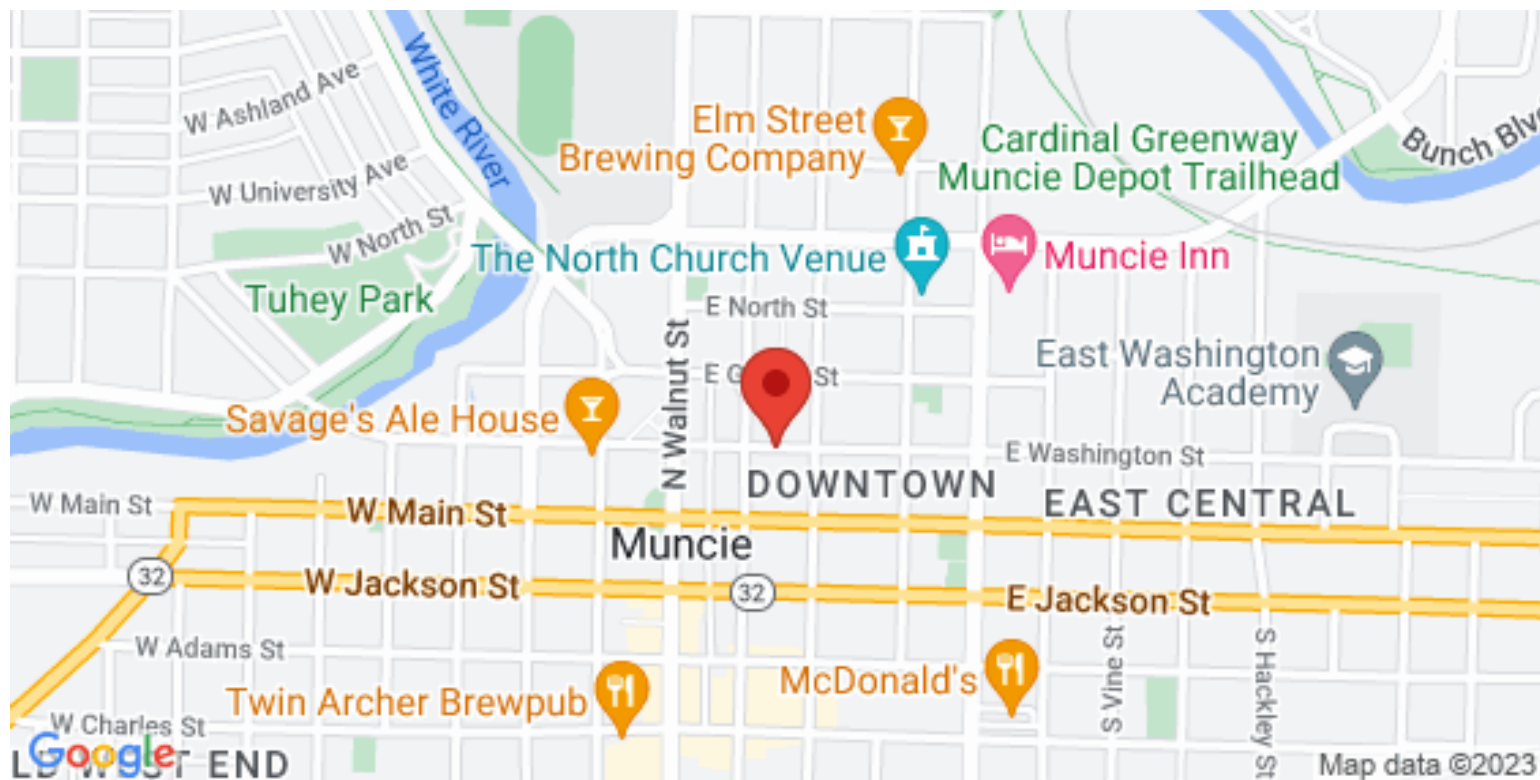 White River
W Ashland Ave
Elm Street
Brewing Company
Cardinal Greenway
Muncie Depot Trailhead
Bunch Blv
W University Ave
W North St
The North Church Venue
Muncie Inn
Tuhey Park
E North St
N Walnut St
E G St
East Washington
Academy
Savage's Ale House
E Washington St
DOWNTOWN
EAST CENTRAL
W Main St
W Main St
Muncie
32
W Jackson St
32
E Jackson St
W Adams St
McDonald's
S Vine St
S Hackley St
Twin Archer Brewpub
W Charles St
Google
END
Map data ©2023